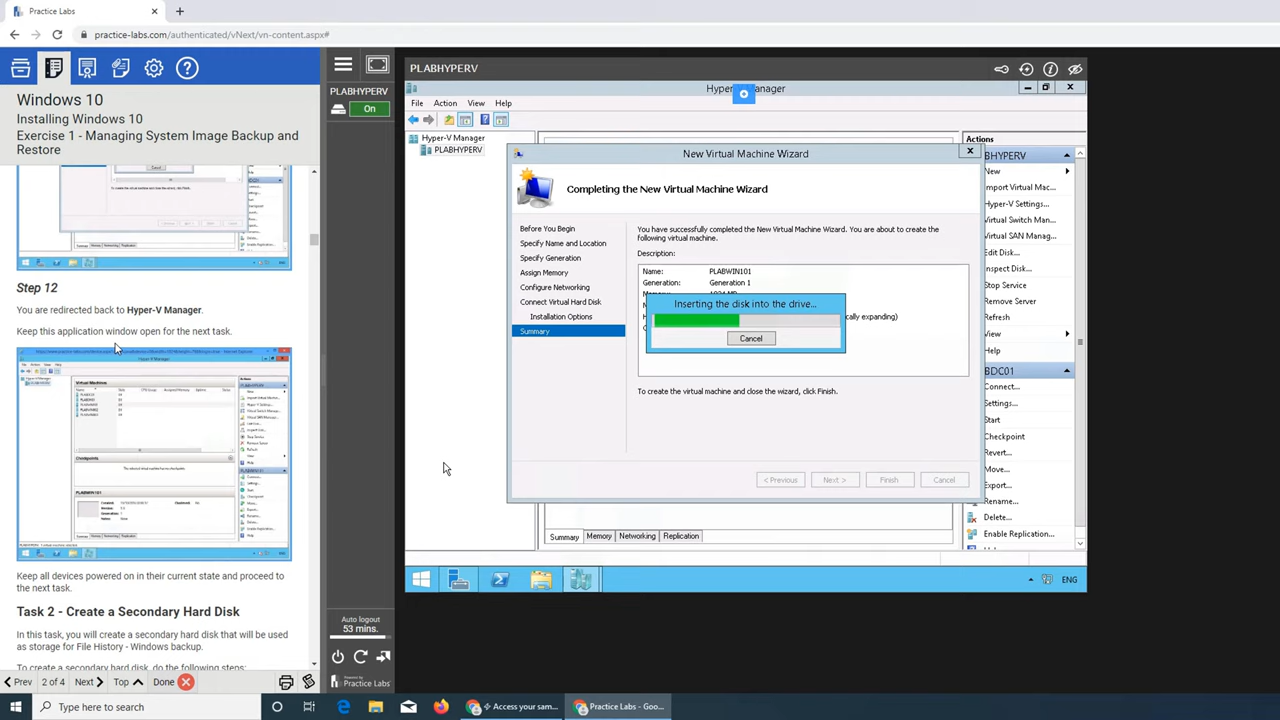 Practice Labs
practice-labs.com/authenticated/vNext/vn-content.aspx#
Windows 10
Installing Windows 10
Exercise 1 - Managing System Image Backup and
Restore
Step 12
You are redirected back to Hyper-V Manager.
Keep this application window open for the next task.
Keep all devices powered on in their current state and proceed to
the next task.
Task 2 - Create a Secondary Hard Disk
In this task, you will create a secondary hard disk that will be used
as storage for File History - Windows backup.
To create a secondary hard disk, do the following steps:
Prev
2 of 4
Next
Top
Done
PLABHYPERV
On
Auto logout
53 mins.
Practice Labs
PLABHYPERV
File
Action
View
Help
Hyper-V Manager
PLABHYPERV
New Virtual Machine Wizard
Completing the New Virtual Machine Wizard
Before You Begin
Specify Name and Location
Specify Generation
Assign Memory
Configure Networking
Connect Virtual Hard Disk
Installation Options
Summary
You have successfully completed the New Virtual Machine Wizard. You are about to create the
following virtual machine.
Description:
Name: PLABWIN101
Generation: Generation 1
Inserting the disk into the drive...
Cancel
To create the virtual machine and close the wizard, click Finish.
< Previous
Next >
Finish
Cancel
Summary
Memory
Networking
Replication
Actions
BHYPERV
New
mport Virtual Mac...
Hyper-V Settings...
Virtual Switch Man...
Virtual SAN Manag...
Edit Disk...
Inspect Disk...
Stop Service
Remove Server
Refresh
View
Help
BDC01
Connect...
Settings...
Start
Checkpoint
Revert...
Move...
Export...
Rename...
Delete...
Enable Replication...
ENG
Type here to search
Access your sam...
Practice Labs - Goo...